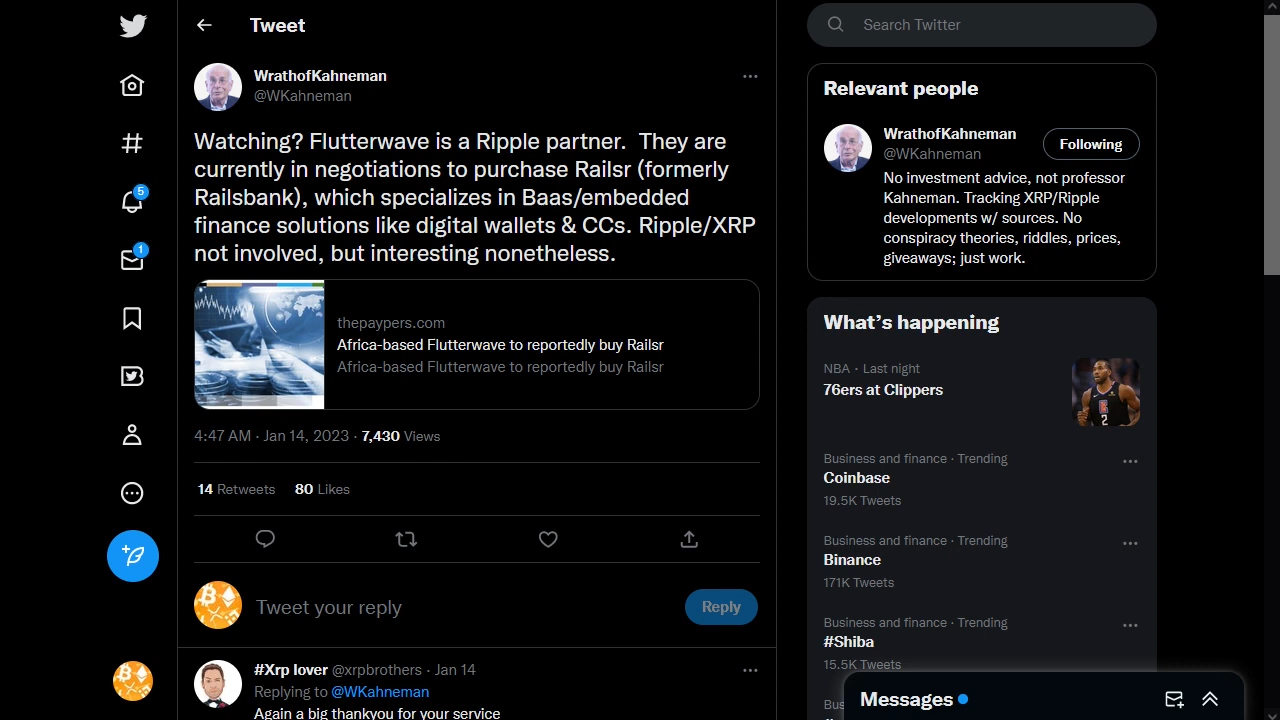 Tweet
WrathofKahneman
@WKahneman
Watching? Flutterwave is a Ripple partner.  They are
currently in negotiations to purchase Railsr (formerly
Railsbank), which specializes in Baas/embedded
finance solutions like digital wallets & CCs. Ripple/XRP
not involved, but interesting nonetheless.
thepaypers.com
Africa-based Flutterwave to reportedly buy Railsr
Africa-based Flutterwave to reportedly buy Railsr
4:47 AM · Jan 14, 2023 · 7,430 Views
14 Retweets 80 Likes
Tweet your reply
Reply
#Xrp lover @xrpbrothers · Jan 14
Replying to @WKahneman
Again a big thankyou for your service
5
1
Search Twitter
Relevant people
WrathofKahneman
@WKahneman
Following
No investment advice, not professor
Kahneman. Tracking XRP/Ripple
developments w/ sources. No
conspiracy theories, riddles, prices,
giveaways; just work.
What's happening
NBA · Last night
76ers at Clippers
2
Business and finance · Trending
Coinbase
19.5K Tweets
Business and finance · Trending
Binance
171K Tweets
Business and finance · Trending
#Shiba
15.5K Tweets
Messages